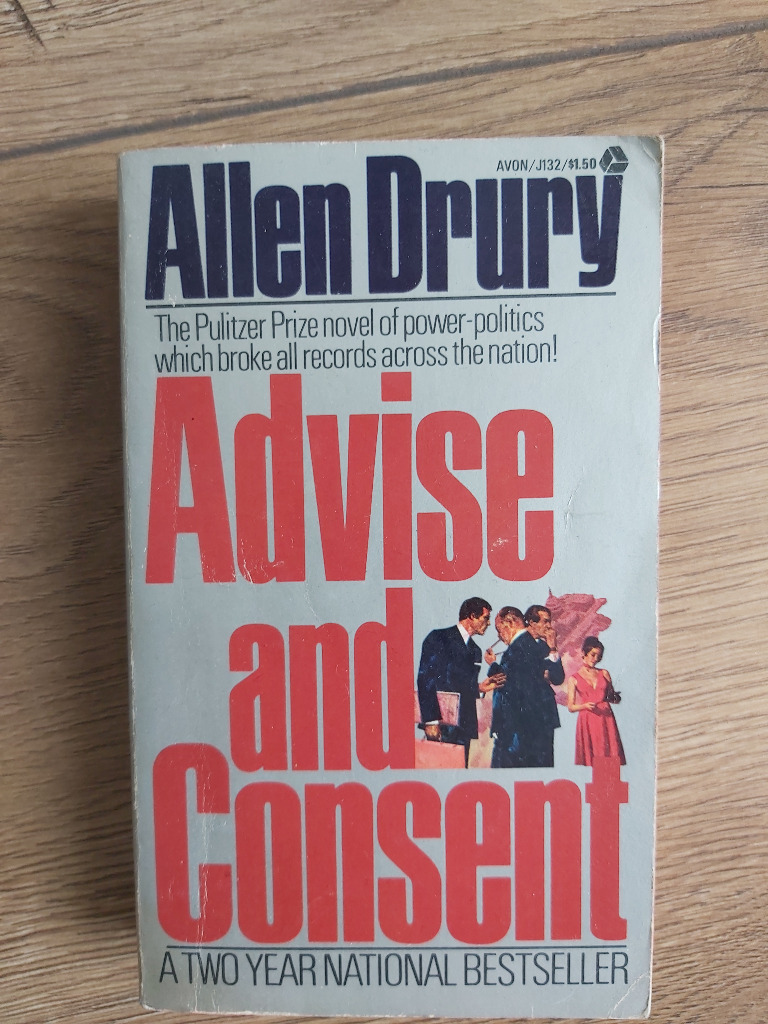 AVON/J132/$1.50
Allen Drury
The Pulitzer Prize novel of power-politics
which broke all records across the nation!
Advise
and
Consent
A TWO YEAR NATIONAL BESTSELLER